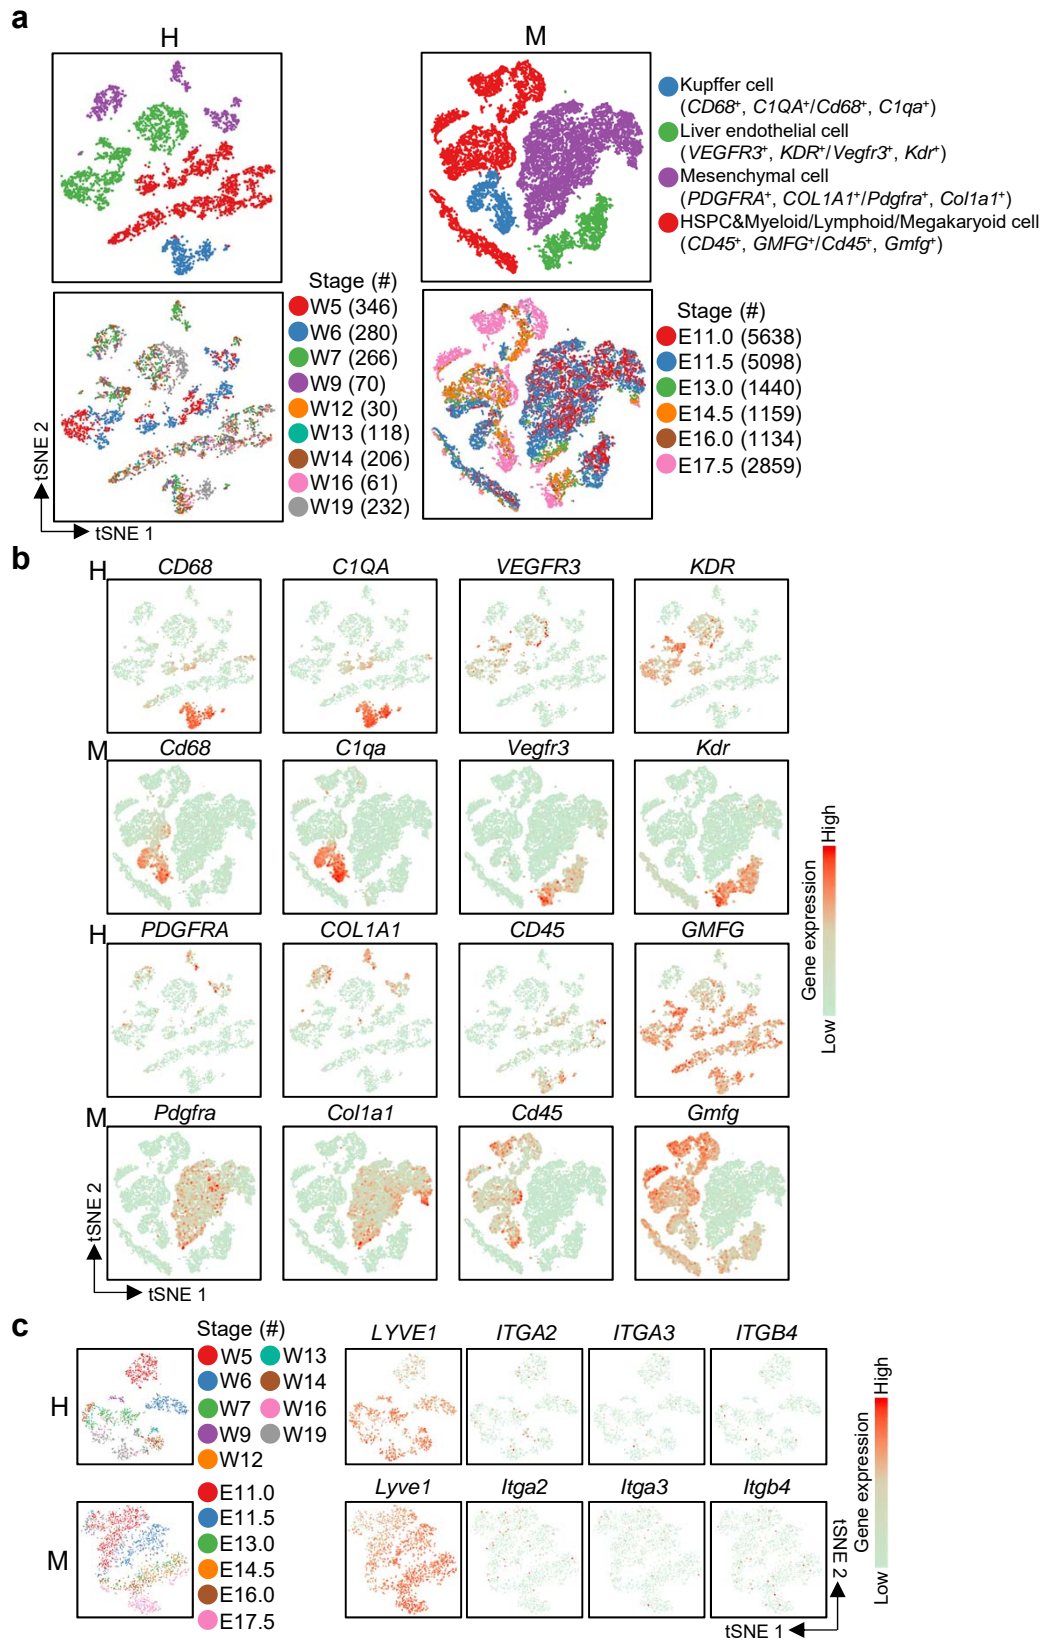 a
H
M
Kupffer cell
(CD68+, C1QA+/Cd68+, C1qa+)
Liver endothelial cell
(VEGFR3+, KDR+/Vegfr3+, Kdr+)
Mesenchymal cell
(PDGFRA+, COL1A1+/Pdgfra+, Col1a1+)
HSPC&Myeloid/Lymphoid/Megakaryoid cell
(CD45+, GMFG+/Cd45+, Gmfg+)
Stage (#)
W5 (346)
W6 (280)
W7 (266)
W9 (70)
W12 (30)
W13 (118)
W14 (206)
W16 (61)
W19 (232)
Stage (#)
E11.0 (5638)
E11.5 (5098)
E13.0 (1440)
E14.5 (1159)
E16.0 (1134)
E17.5 (2859)
tSNE 2
tSNE 1
b
H CD68 C1QA VEGFR3 KDR
M Cd68 C1qa Vegfr3 Kdr
H PDGFRA COL1A1 CD45 GMFG
M Pdgfra Col1a1 Cd45 Gmfg
Low Gene expression High
tSNE 2
tSNE 1
c
Stage (#)
H
W5 W13
W6 W14
W7 W16
W9 W19
W12
LYVE1 ITGA2 ITGA3 ITGB4
M
E11.0
E11.5
E13.0
E14.5
E16.0
E17.5
Lyve1 Itga2 Itga3 Itgb4
tSNE 2
tSNE 1
Low Gene expression High